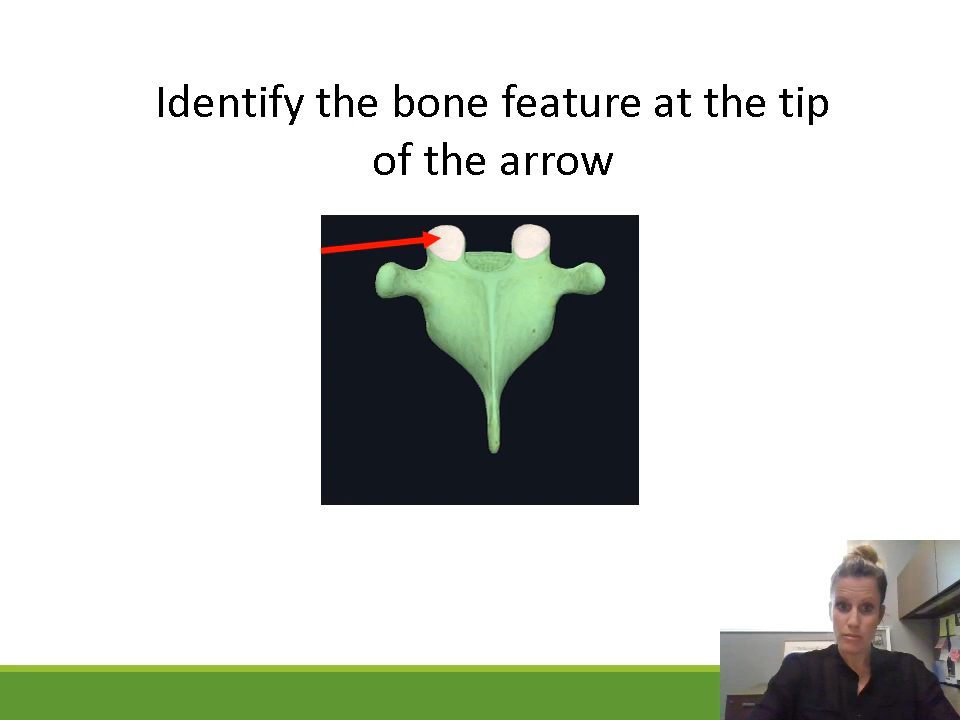 Identify the bone feature at the tip
of the arrow